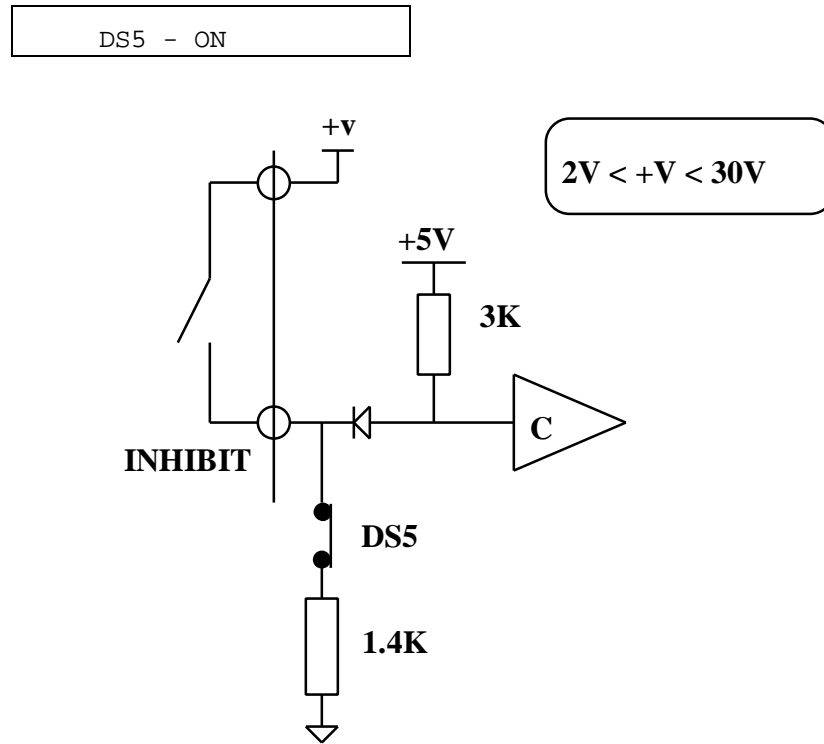 DS5 - ON
+v
2V < +V < 30V
+5V
3K
C
INHIBIT
DS5
1.4K